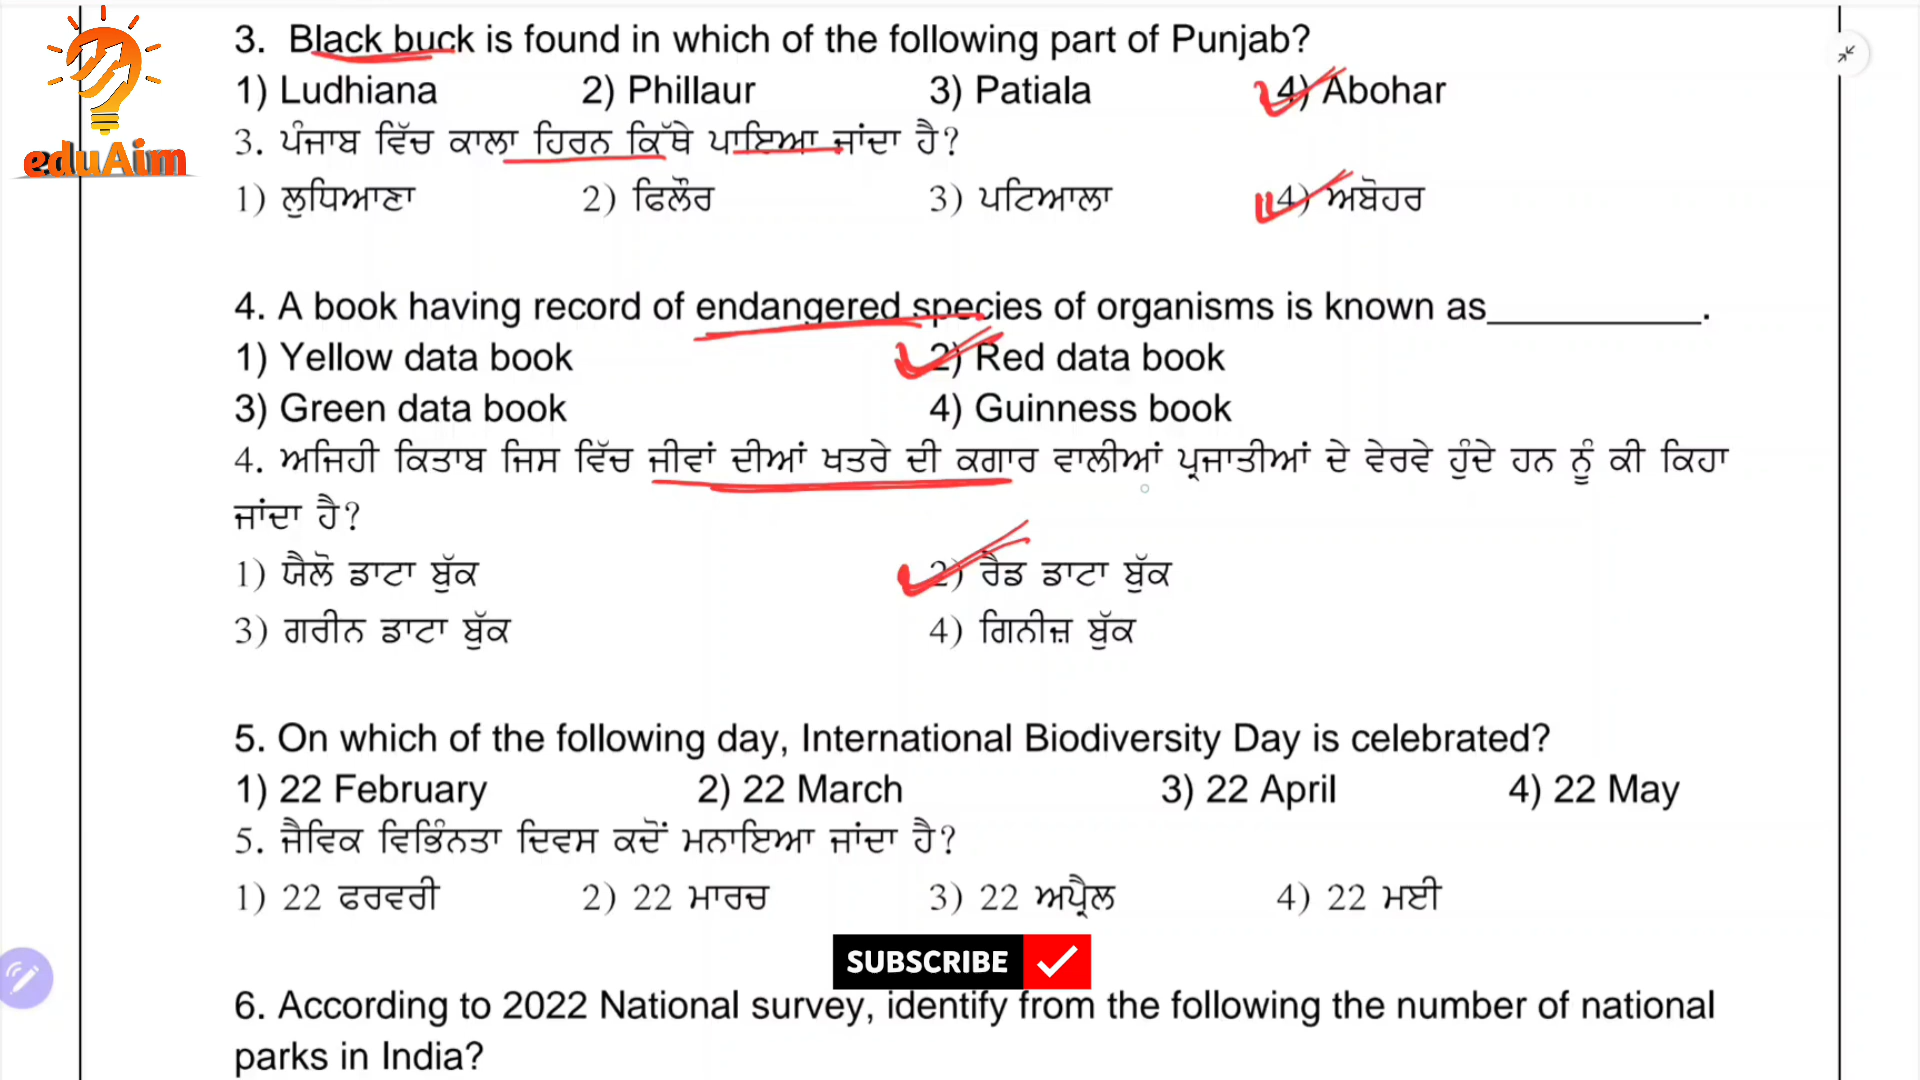 eduAim
3. Black buck is found in which of the following part of Punjab?
1) Ludhiana 2) Phillaur 3) Patiala 4) Abohar
3. ਪੰਜਾਬ ਵਿੱਚ ਕਾਲਾ ਹਿਰਨ ਕਿੱਥੇ ਪਾਇਆ ਜਾਂਦਾ ਹੈ?
1) ਲੁਧਿਆਣਾ 2) ਫਿਲੌਰ 3) ਪਟਿਆਲਾ 4) ਅਬੋਹਰ
4. A book having record of endangered species of organisms is known as__________.
1) Yellow data book 2) Red data book
3) Green data book 4) Guinness book
4. ਅਜਿਹੀ ਕਿਤਾਬ ਜਿਸ ਵਿੱਚ ਜੀਵਾਂ ਦੀਆਂ ਖਤਰੇ ਦੀ ਕਗਾਰ ਵਾਲੀਆਂ ਪ੍ਰਜਾਤੀਆਂ ਦੇ ਵੇਰਵੇ ਹੁੰਦੇ ਹਨ ਨੂੰ ਕੀ ਕਿਹਾ
ਜਾਂਦਾ ਹੈ?
1) ਯੈਲੋ ਡਾਟਾ ਬੁੱਕ 2) ਰੈਡ ਡਾਟਾ ਬੁੱਕ
3) ਗਰੀਨ ਡਾਟਾ ਬੁੱਕ 4) ਗਿਨੀਜ਼ ਬੁੱਕ
5. On which of the following day, International Biodiversity Day is celebrated?
1) 22 February 2) 22 March 3) 22 April 4) 22 May
5. ਜੈਵਿਕ ਵਿਭਿੰਨਤਾ ਦਿਵਸ ਕਦੋਂ ਮਨਾਇਆ ਜਾਂਦਾ ਹੈ?
1) 22 ਫਰਵਰੀ 2) 22 ਮਾਰਚ 3) 22 ਅਪ੍ਰੈਲ 4) 22 ਮਈ
SUBSCRIBE
6. According to 2022 National survey, identify from the following the number of national
parks in India?